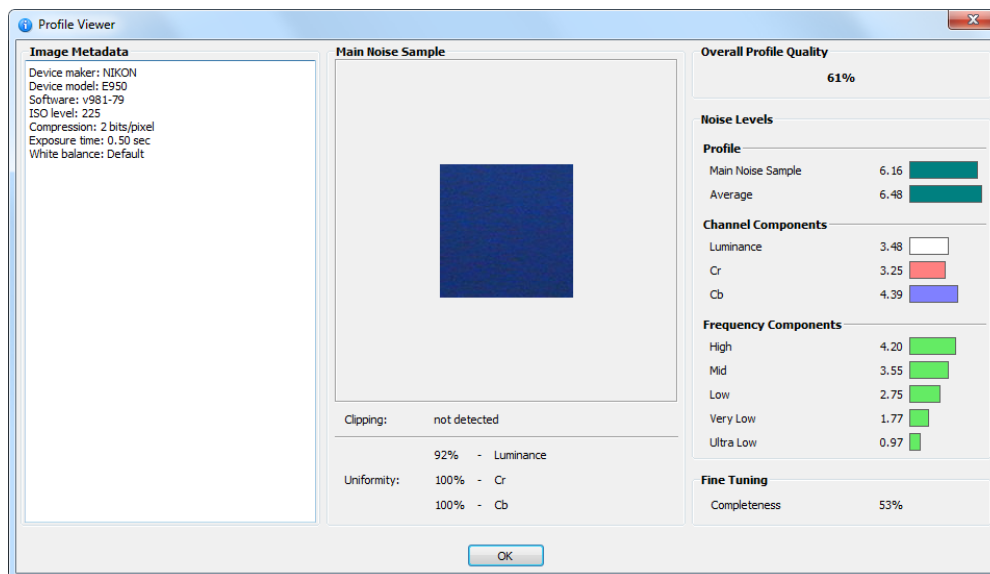 Profile Viewer
Image Metadata
Device maker: NIKON
Device model: E950
Software: v981-79
ISO level: 225
Compression: 2 bits/pixel
Exposure time: 0.50 sec
White balance: Default
Main Noise Sample
Clipping: not detected
92% - Luminance
Uniformity: 100% - Cr
100% - Cb
Overall Profile Quality
61%
Noise Levels
Profile
Main Noise Sample 6.16
Average 6.48
Channel Components
Luminance 3.48
Cr 3.25
Cb 4.39
Frequency Components
High 4.20
Mid 3.55
Low 2.75
Very Low 1.77
Ultra Low 0.97
Fine Tuning
Completeness 53%
OK